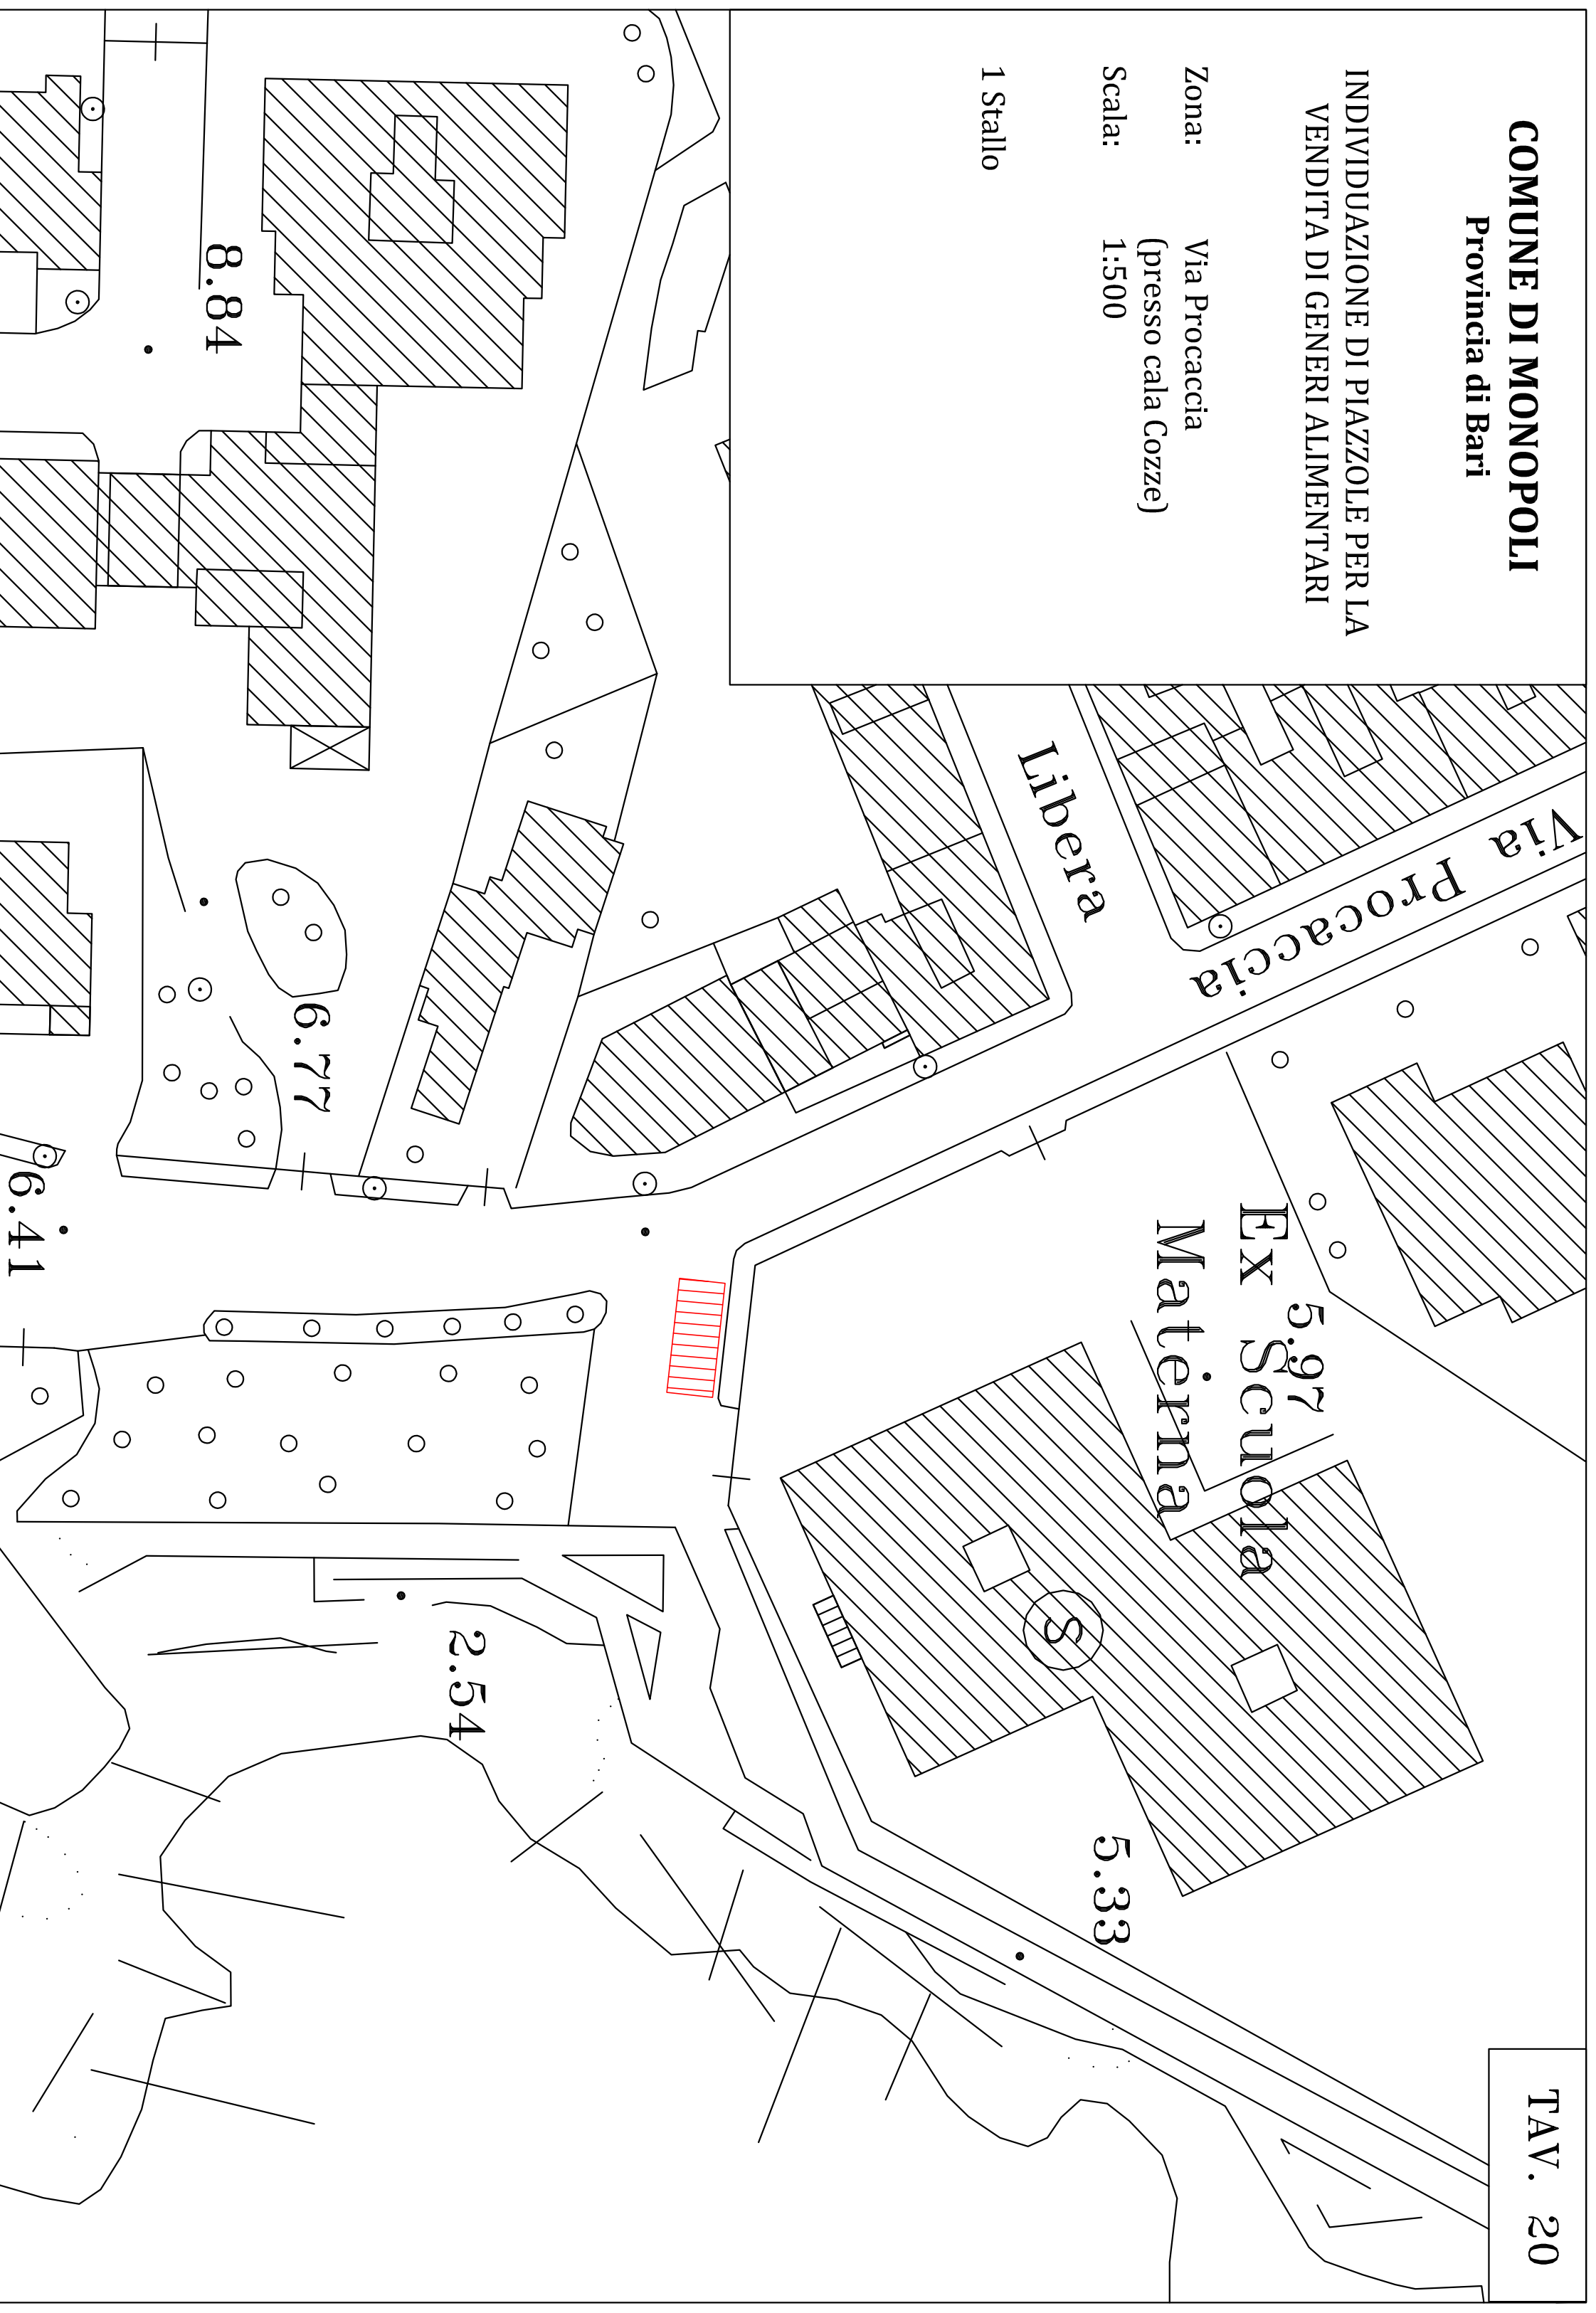 COMUNE DI MONOPOLI
Provincia di Bari
INDIVIDUAZIONE DI PIAZZOLE PER LA
VENDITA DI GENERI ALIMENTARI
Zona: Via Procaccia
(presso cala Cozze)
Scala: 1:500
1 Stallo
TAV. 20
Via Procaccia
Libera
Ex Scuola
Materna
5.97
S
5.33
2.54
6.77
8.84
6.41